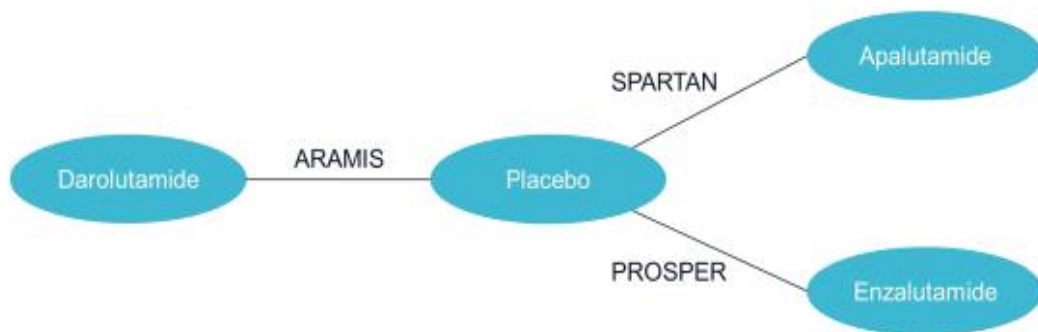 Apalutamide
SPARTAN
ARAMIS
Darolutamide
Placebo
PROSPER
Enzalutamide